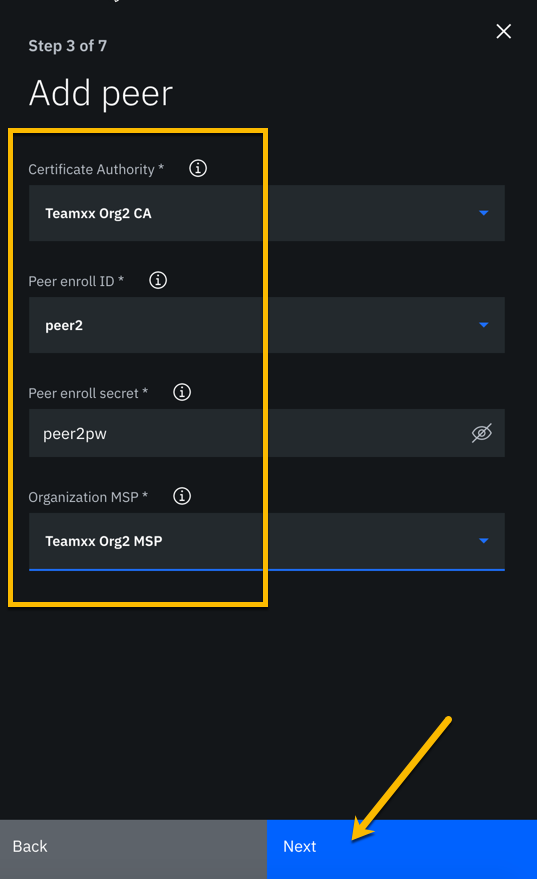 Step 3 of 7
Add peer
Certificate Authority *
Teamxx Org2 CA
Peer enroll ID *
peer2
Peer enroll secret *
peer2pw
Organization MSP *
Teamxx Org2 MSP
Back
Next